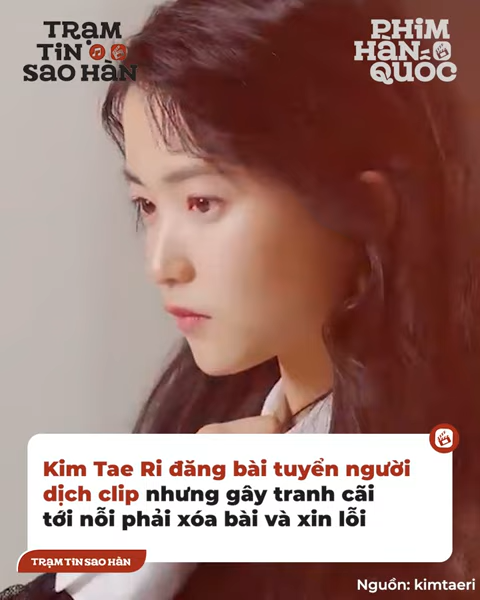 TRẠM
TIN
SAO HÀN
PHIM
HÀN
QUỐC
Kim Tae Ri đăng bài tuyển người
dịch clip nhưng gây tranh cãi
tới nỗi phải xóa bài và xin lỗi
TRẠM TIN SAO HÀN
Nguồn: kimtaeri